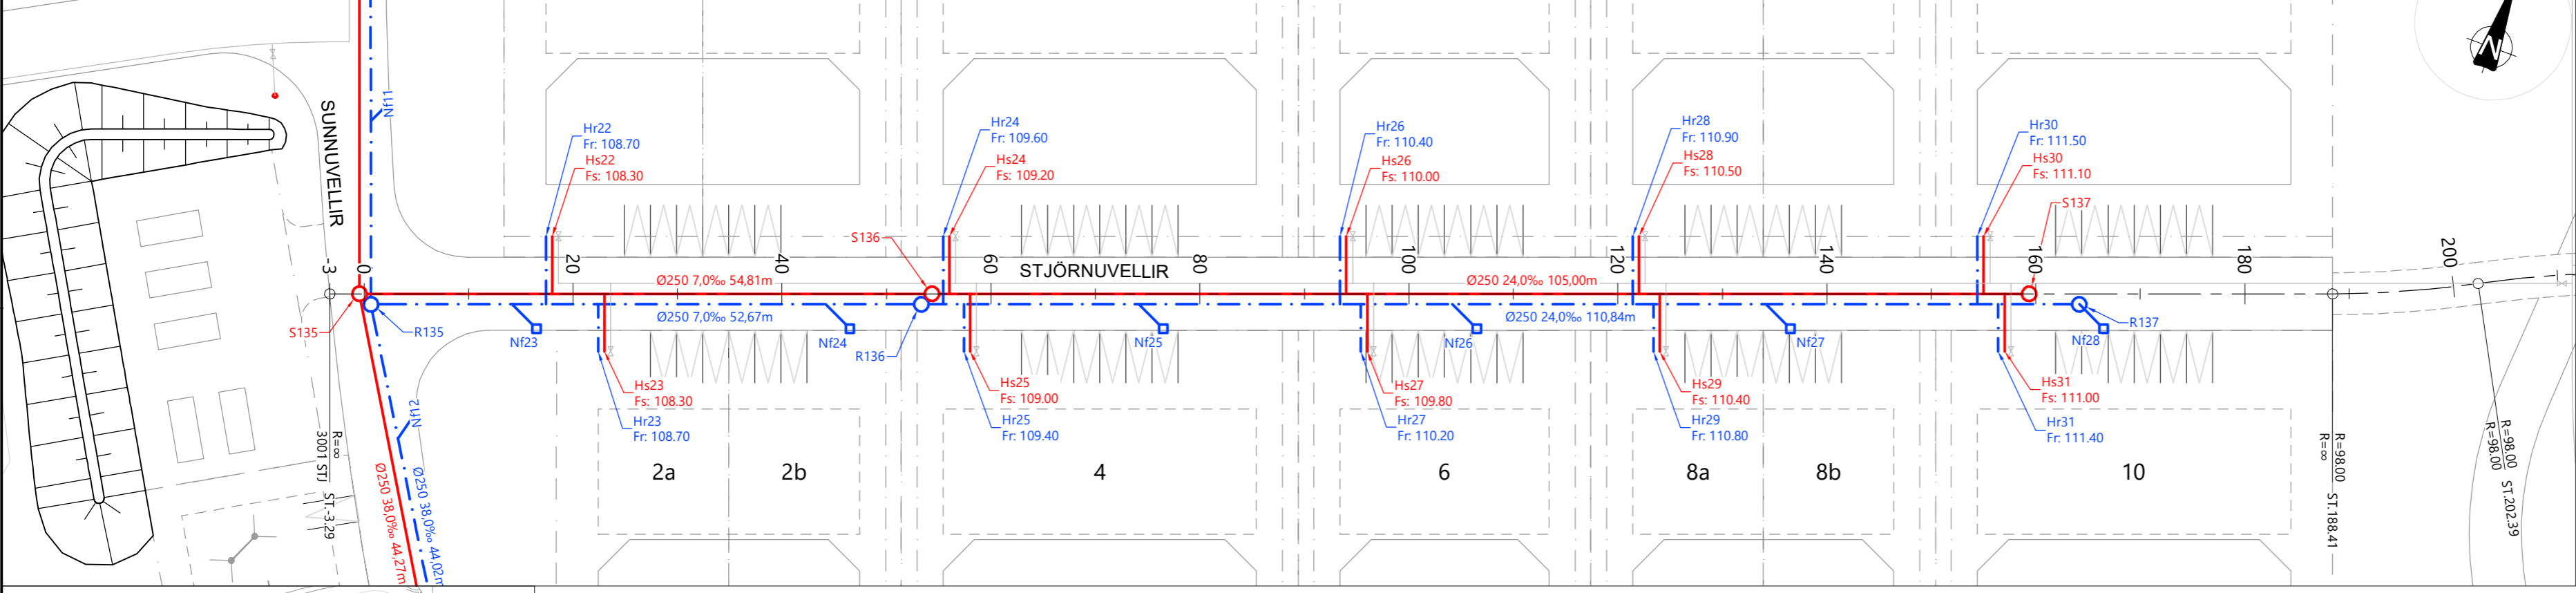 SUNNUVELLIR
Nf11
N
Hr22
Fr: 108.70
Hs22
Fs: 108.30
Hr24
Fr: 109.60
Hs24
Fs: 109.20
Hr26
Fr: 110.40
Hs26
Fs: 110.00
Hr28
Fr: 110.90
Hs28
Fs: 110.50
Hr30
Fr: 111.50
Hs30
Fs: 111.10
S137
S136
-3
0
20
40
60
80
100
120
140
160
180
200
STJÖRNUVELLIR
Ø250 7,0‰ 54,81m
Ø250 24,0‰ 105,00m
Ø250 7,0‰ 52,67m
Ø250 24,0‰ 110,84m
S135
R135
Nf23
Nf24
R136
Nf25
Nf26
Nf27
Nf28
R137
Hs23
Fs: 108.30
Hr23
Fr: 108.70
Hs25
Fs: 109.00
Hr25
Fr: 109.40
Hs27
Fs: 109.80
Hr27
Fr: 110.20
Hs29
Fs: 110.40
Hr29
Fr: 110.80
Hs31
Fs: 111.00
Hr31
Fr: 111.40
Nf12
2a
2b
4
6
8a
8b
10
R=∞
3001 STJ
ST.-3.29
Ø250 38,0‰ 44,27m
Ø250 38,0‰ 44,02m
R=98.00
R=∞
ST.188.41
R=98.00
R=98.00
ST.202.39